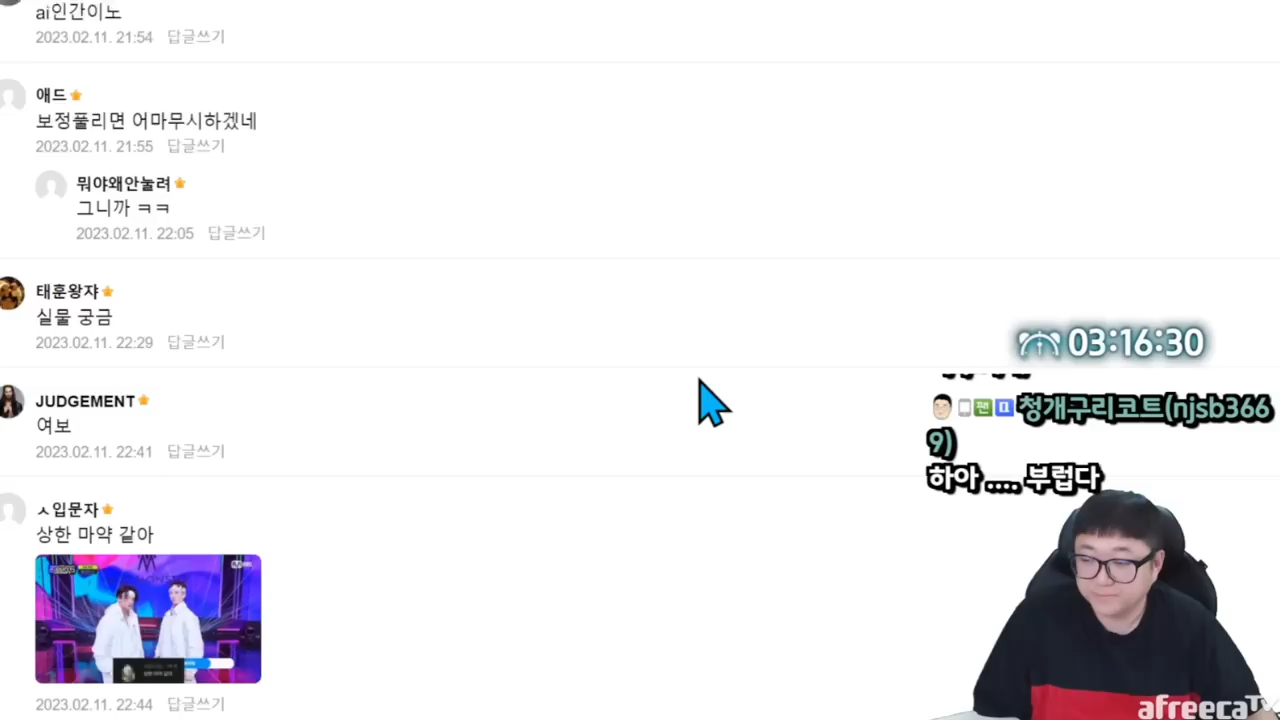 ai인간이노
2023.02.11. 21:54 답글쓰기
애드
보정풀리면 어마무시하겠네
2023.02.11. 21:55 답글쓰기
뭐야왜안눌려
그니까 ㅋㅋ
2023.02.11. 22:05 답글쓰기
태훈왕쟈
실물 궁금
2023.02.11. 22:29 답글쓰기
03:16:30
JUDGEMENT
여보
2023.02.11. 22:41 답글쓰기
팬
청개구리코트(njsb366
9)
하아 ..... 부럽다
ㅅ입문자
상한 마약 같아
2023.02.11. 22:44 답글쓰기
afreecaTV